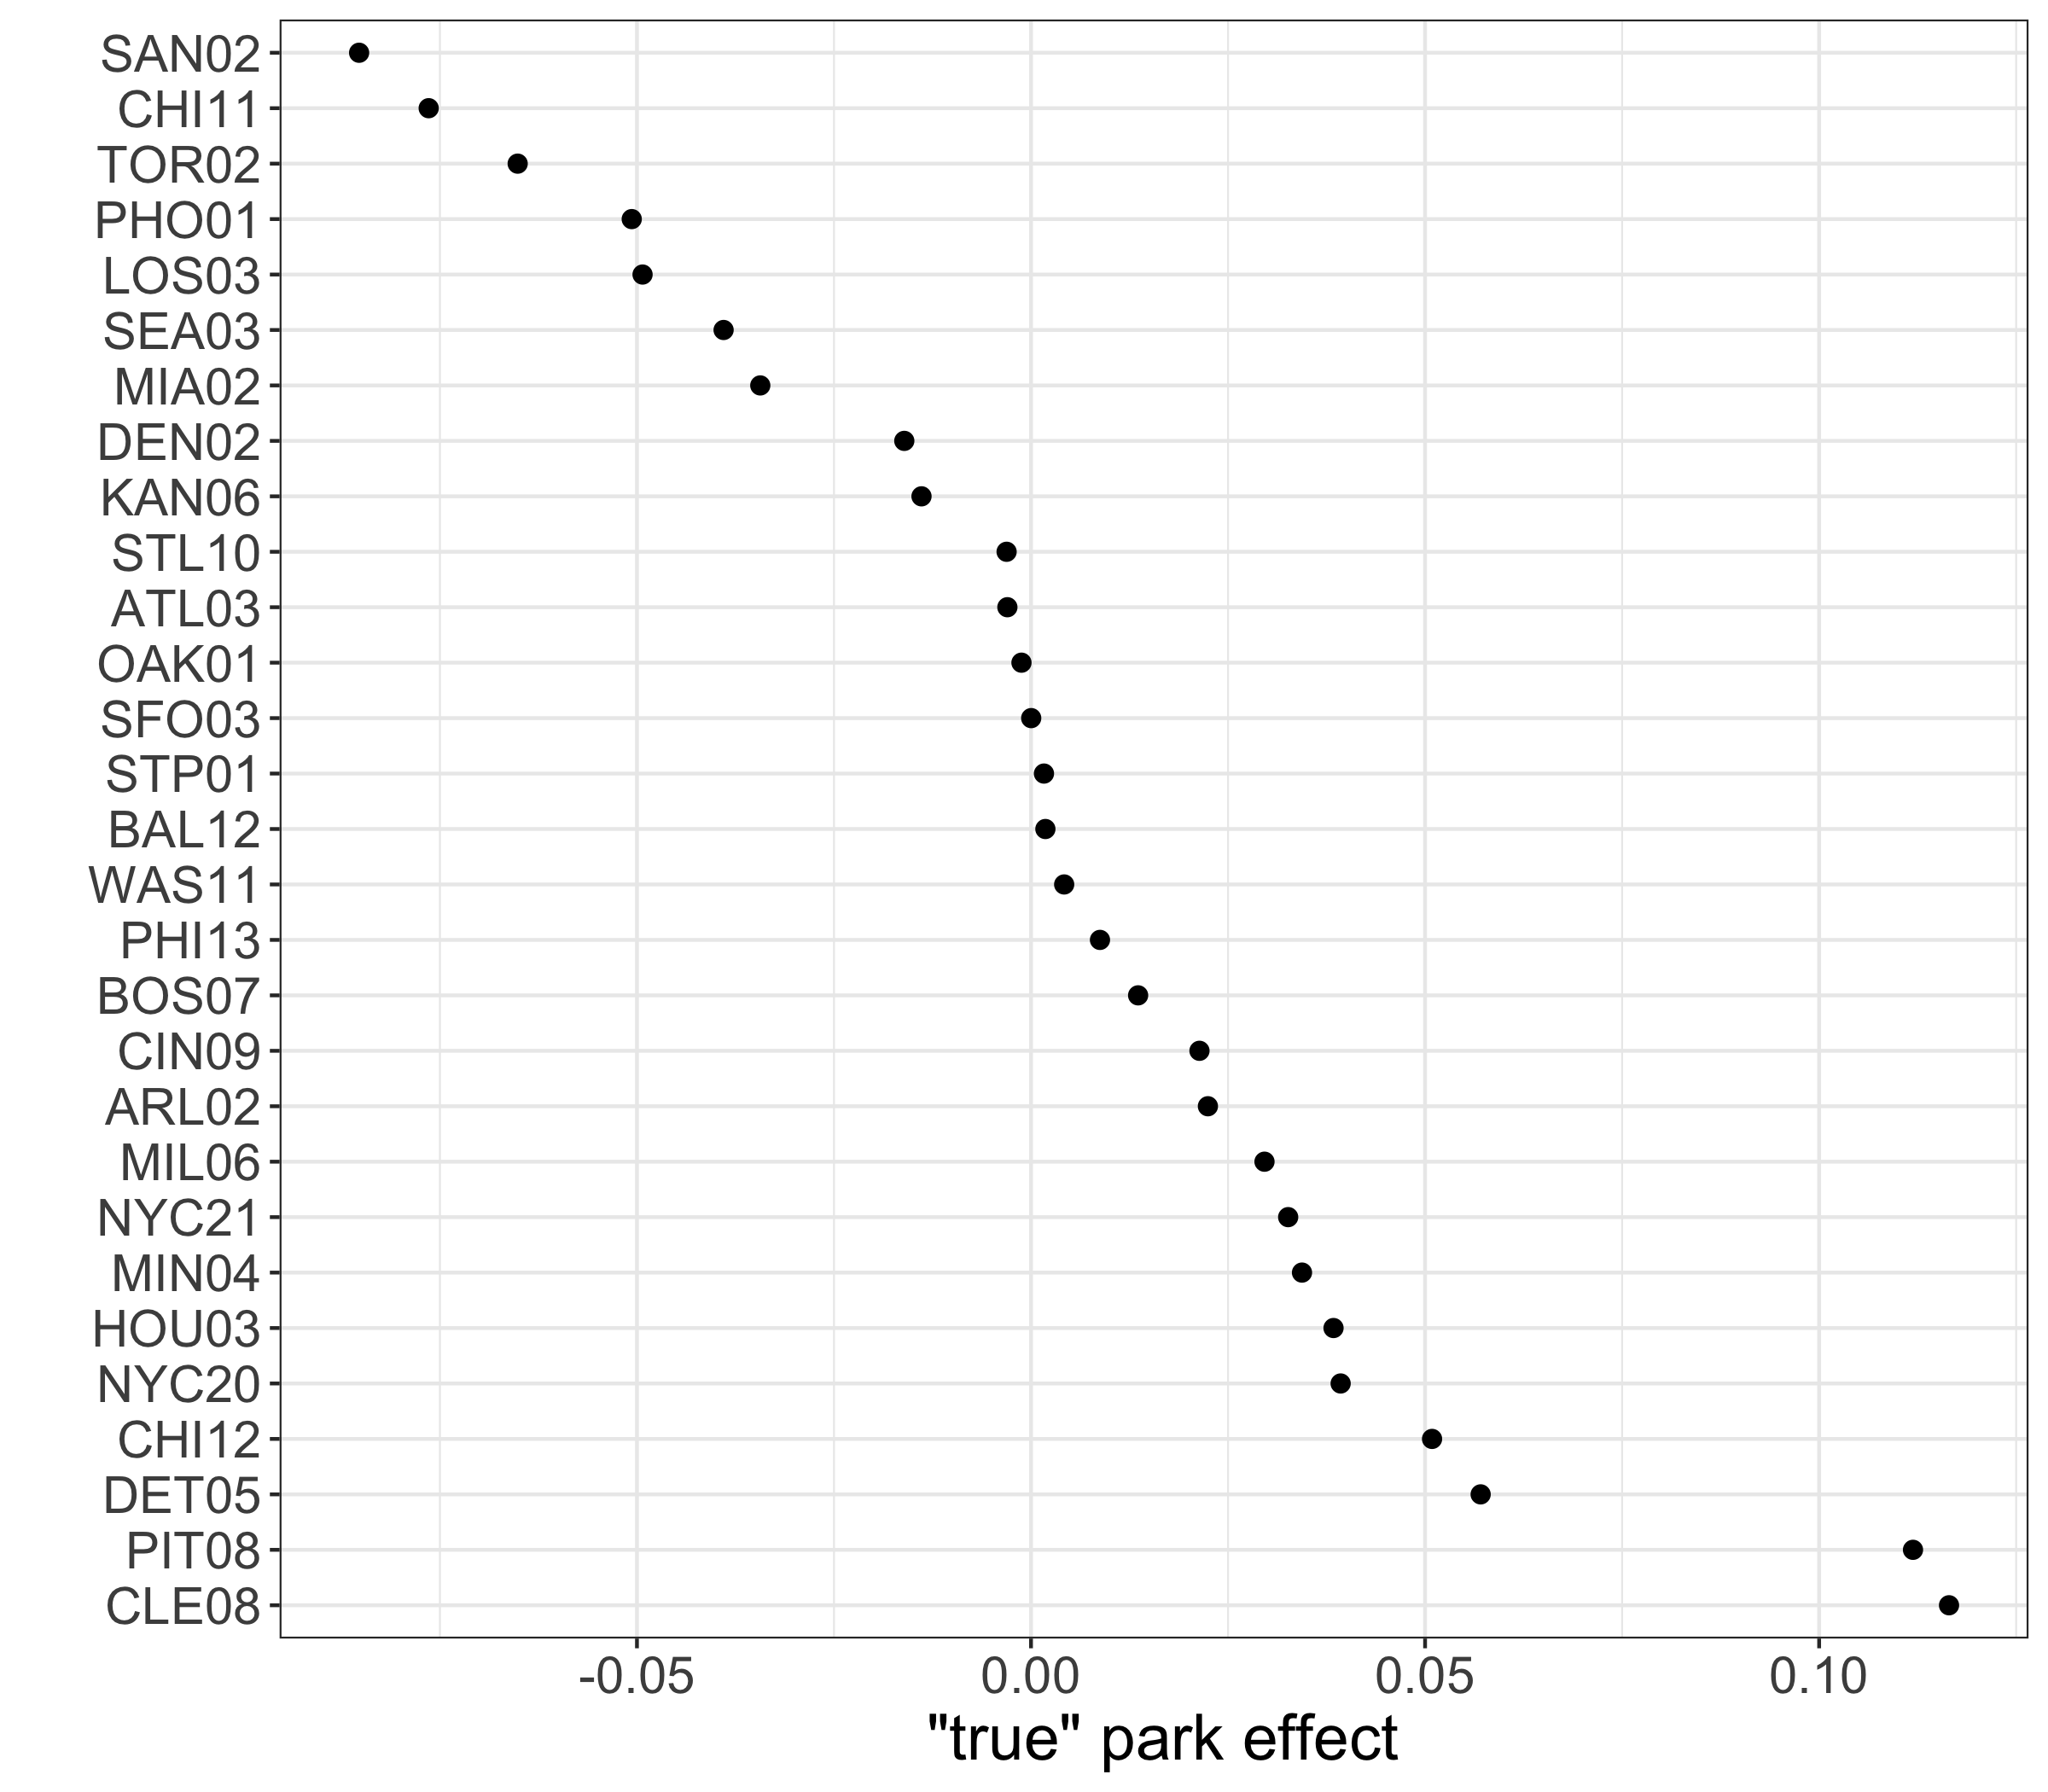 SAN02
CHI11
TOR02
PHO01
LOS03
SEA03
MIA02
DEN02
KAN06
STL10
ATL03
OAK01
SFO03
STP01
BAL12
WAS11
PHI13
BOS07
CIN09
ARL02
MIL06
NYC21
MIN04
HOU03
NYC20
CHI12
DET05
PIT08
CLE08
-0.05 0.00 0.05 0.10
"true" park effect